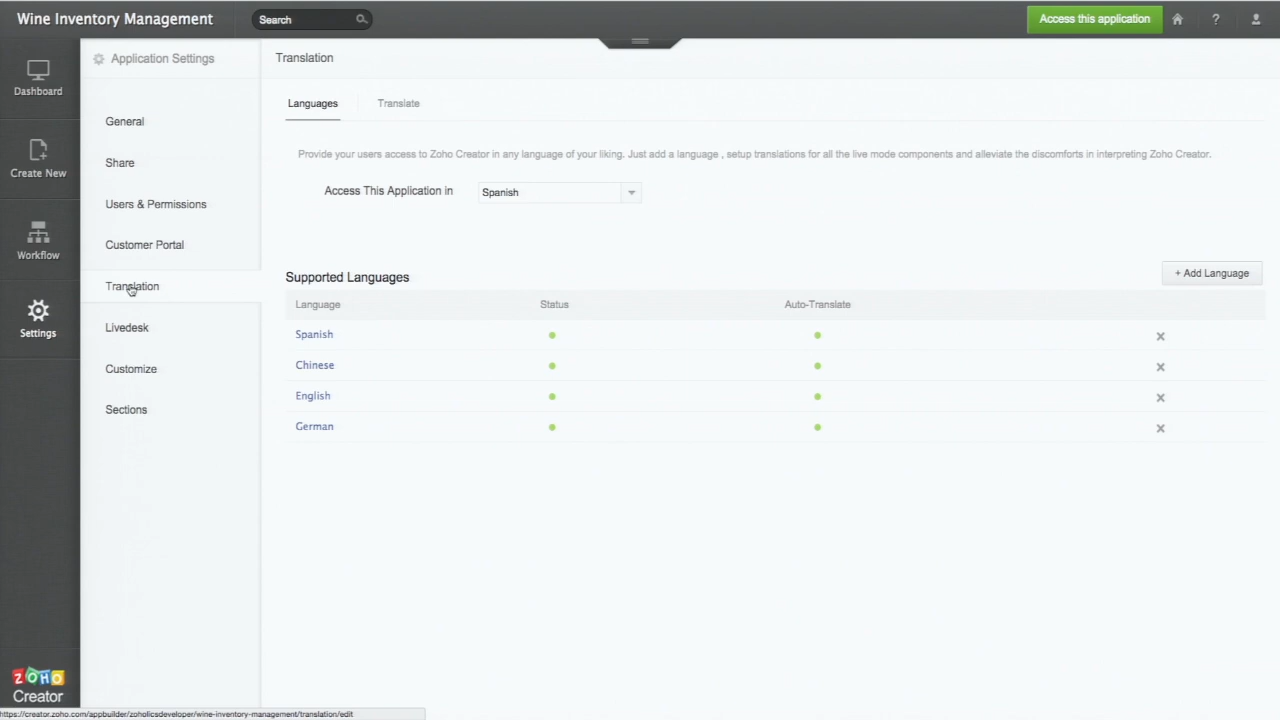 Wine Inventory Management
Search
Access this application
?
Dashboard
Create New
Workflow
Settings
Application Settings
General
Share
Users & Permissions
Customer Portal
Translation
Livedesk
Customize
Sections
Translation
Languages
Translate
Provide your users access to Zoho Creator in any language of your liking. Just add a language , setup translations for all the live mode components and alleviate the discomforts in interpreting Zoho Creator.
Access This Application in
Spanish
Supported Languages
+ Add Language
Language Status Auto-Translate
Spanish
Chinese
English
German
ZOHO
Creator
https://creator.zoho.com/appbuilder/zoholicsdeveloper/wine-inventory-management/translation/edit